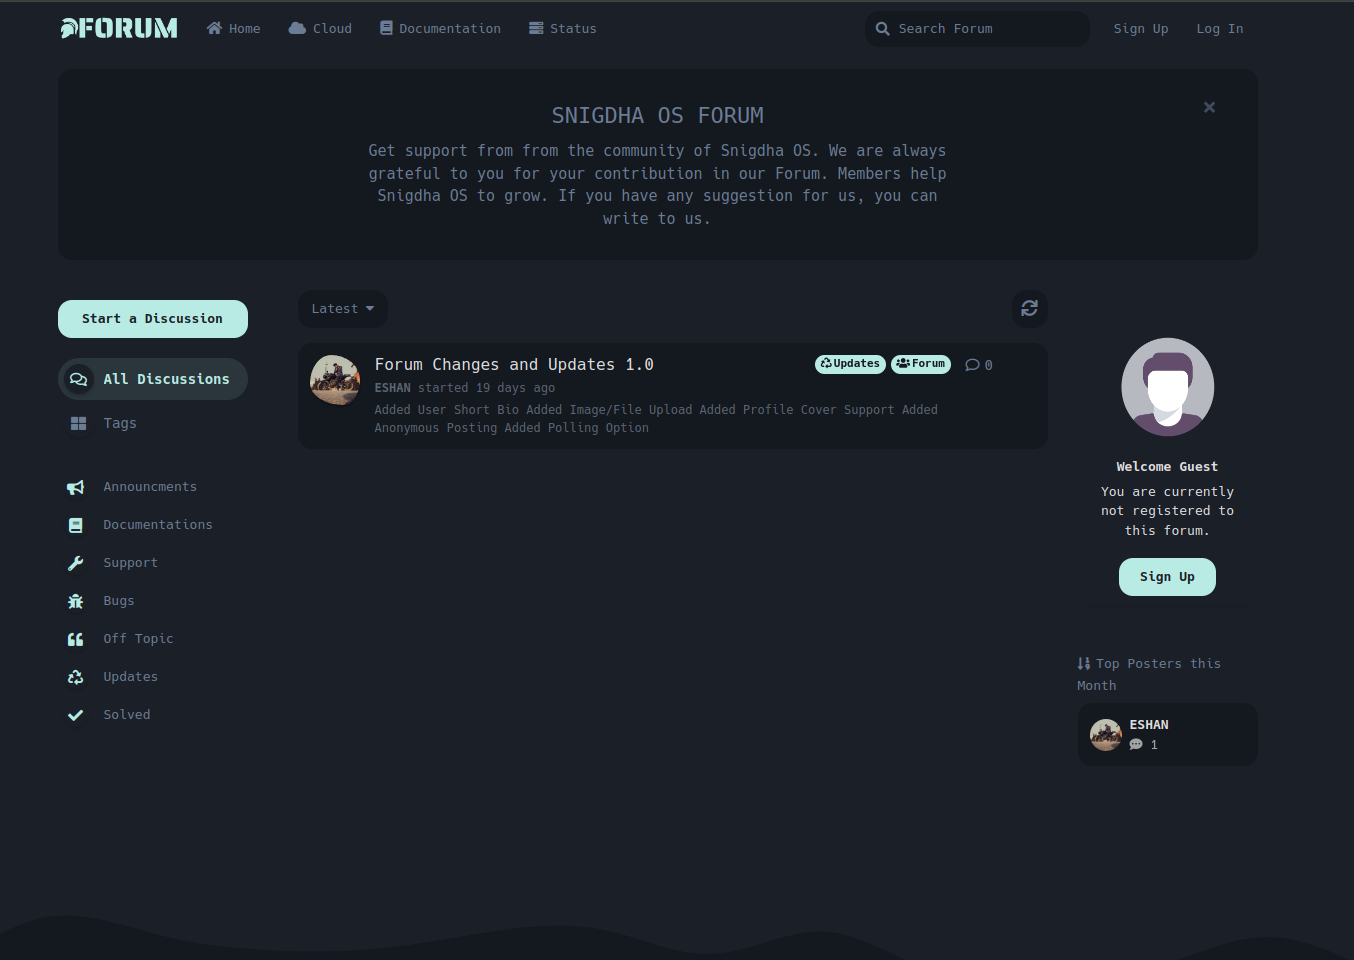 FORUM
Home
Cloud
Documentation
Status
Search Forum
Sign Up
Log In
SNIGDHA OS FORUM
Get support from from the community of Snigdha OS. We are always
grateful to you for your contribution in our Forum. Members help
Snigdha OS to grow. If you have any suggestion for us, you can
write to us.
Start a Discussion
All Discussions
Tags
Announcments
Documentations
Support
Bugs
Off Topic
Updates
Solved
Latest
Forum Changes and Updates 1.0
Updates
Forum
0
ESHAN started 19 days ago
Added User Short Bio Added Image/File Upload Added Profile Cover Support Added
Anonymous Posting Added Polling Option
Welcome Guest
You are currently
not registered to
this forum.
Sign Up
Top Posters this
Month
ESHAN
1